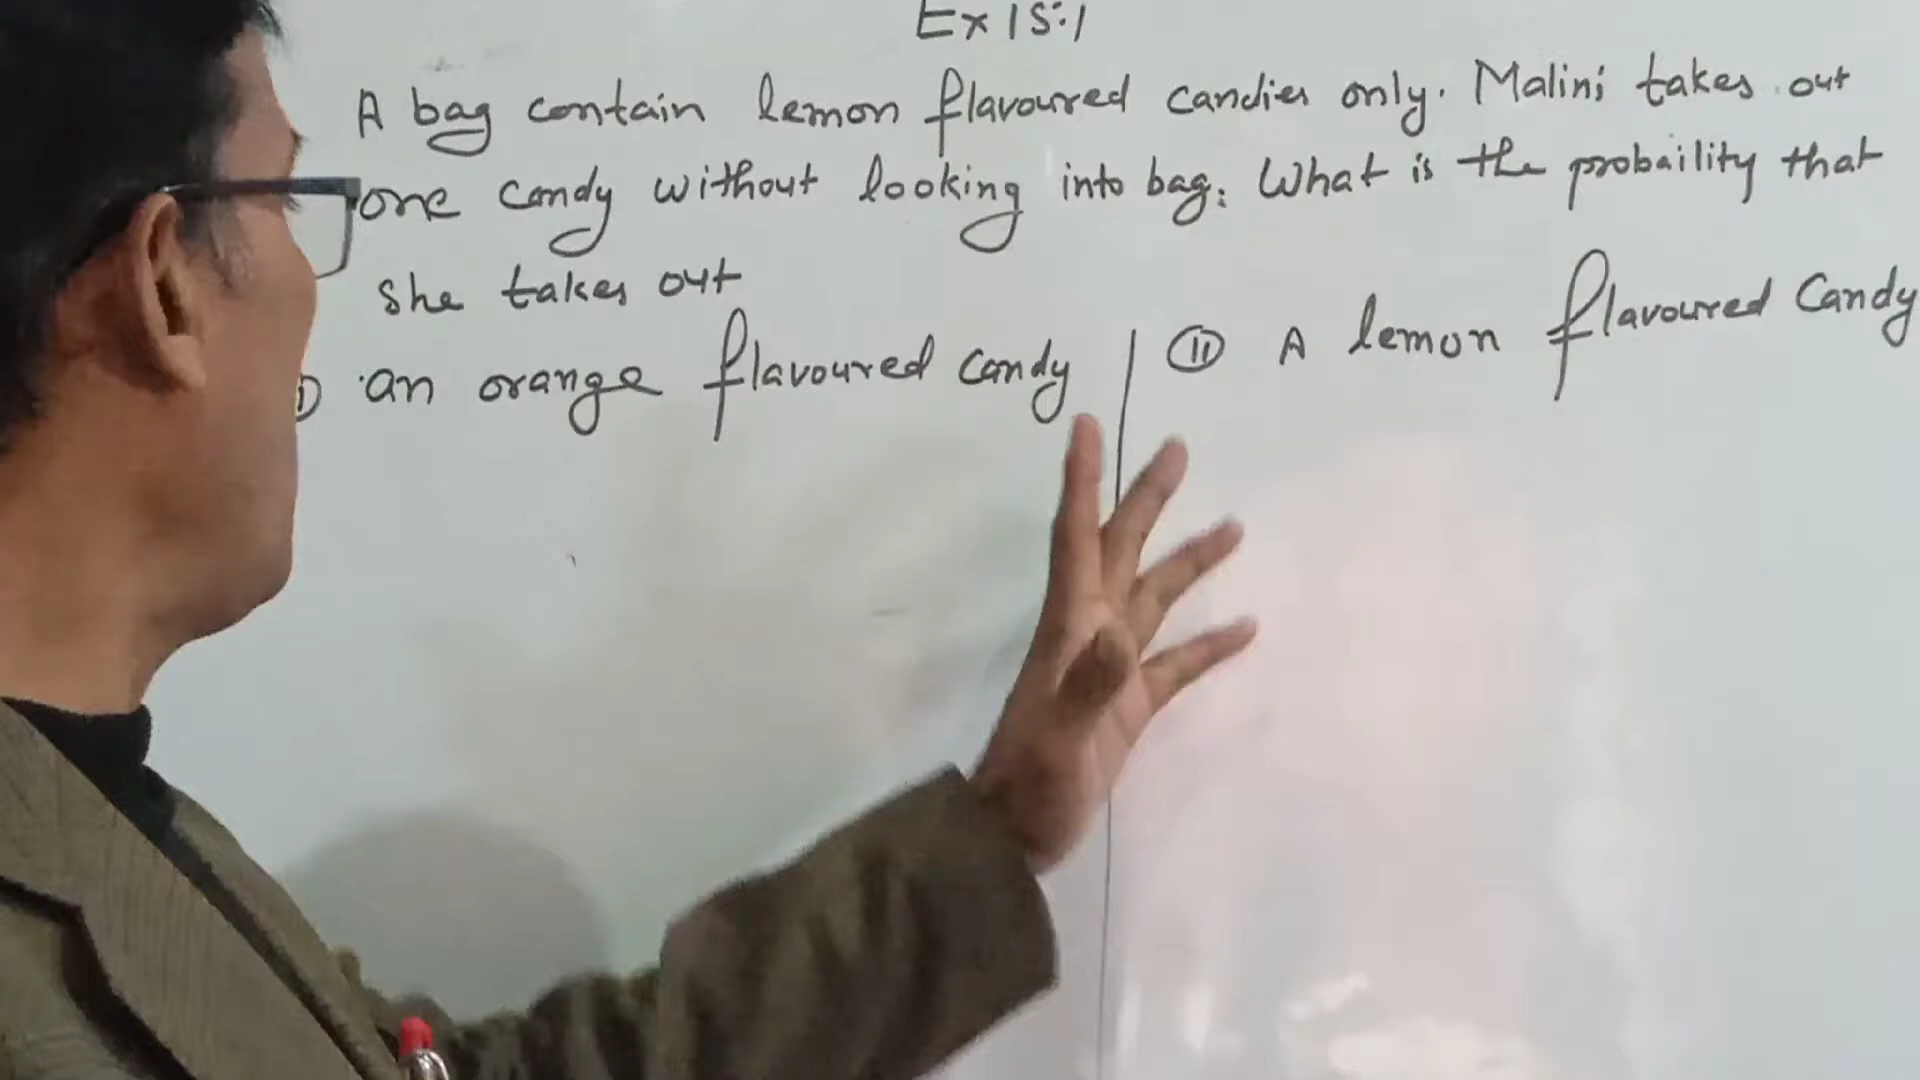 Ex 15:1
A bag contain lemon flavoured candies only. Malini takes out
one candy without looking into bag. What is the probaility that
she takes out
I) an orange flavoured candy
II A lemon flavoured Candy